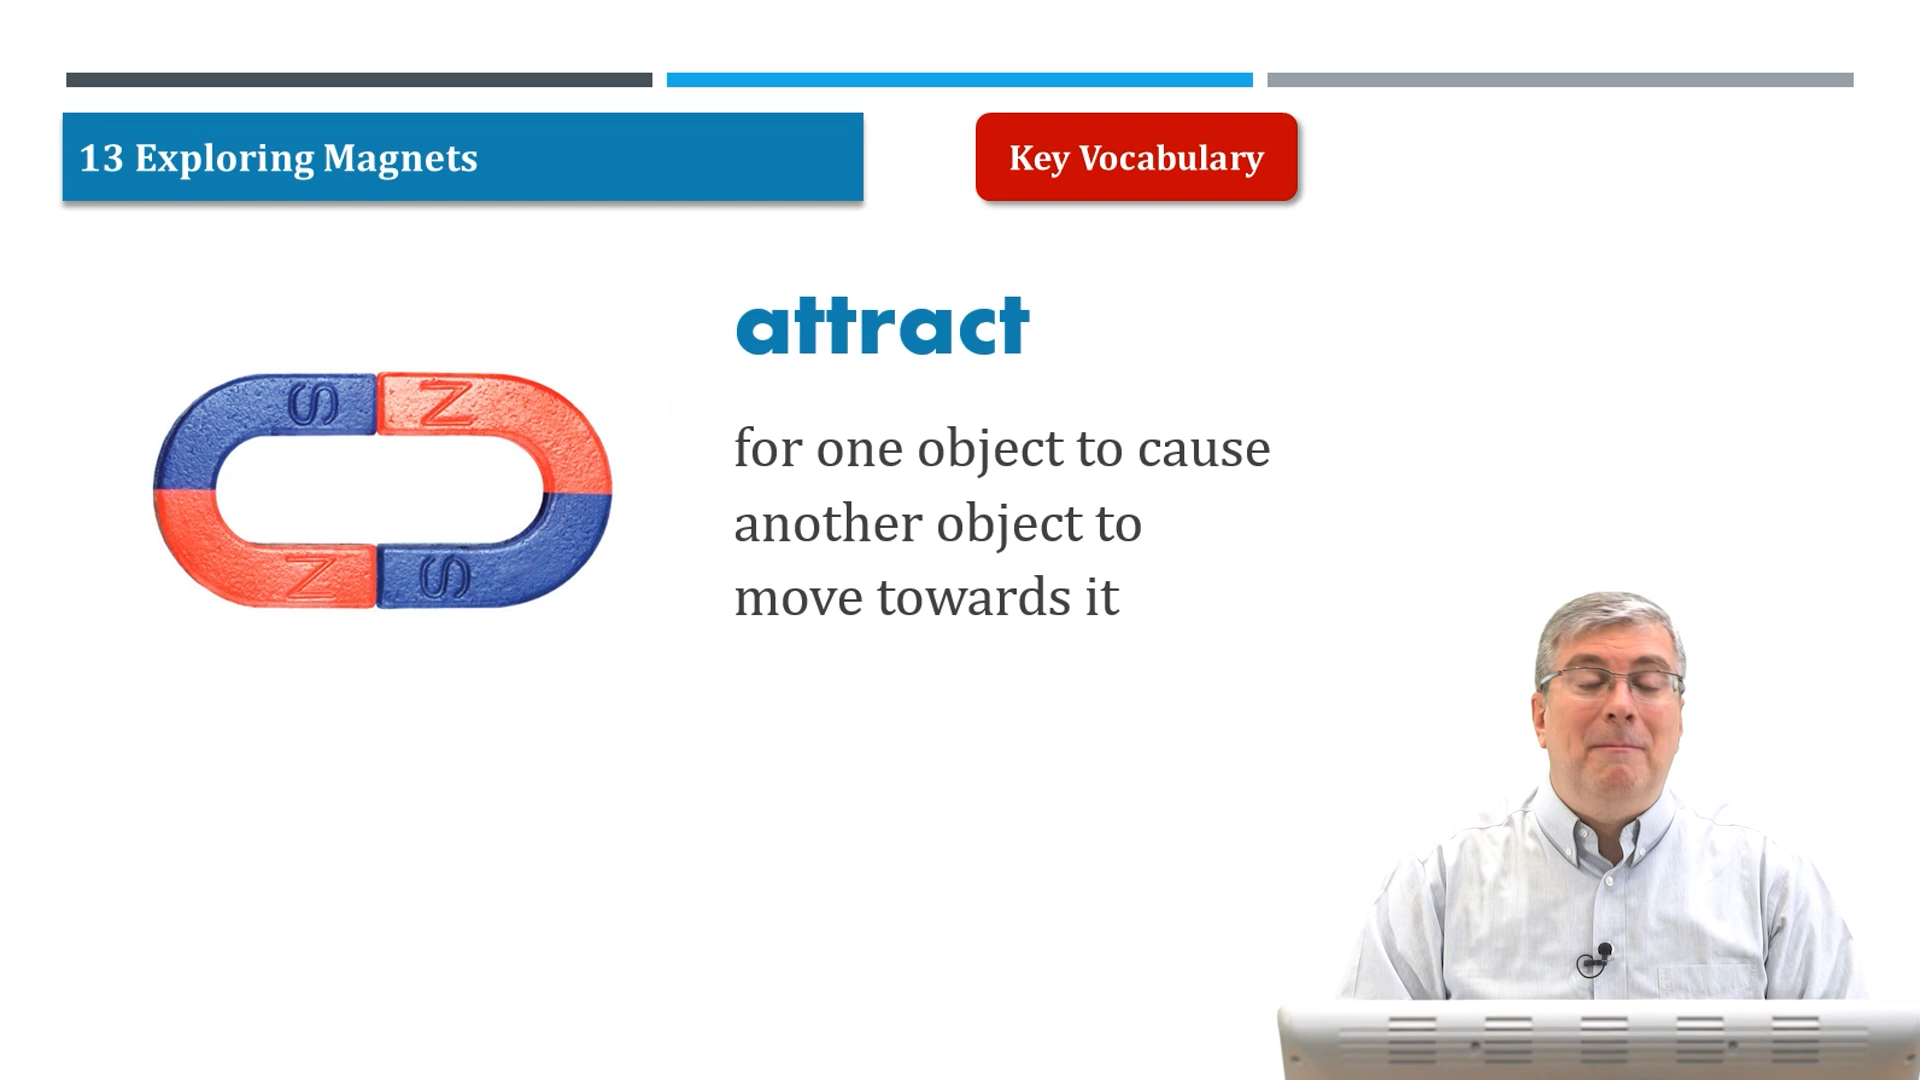 13 Exploring Magnets
Key Vocabulary
attract
S N
for one object to cause
another object to
move towards it
N S